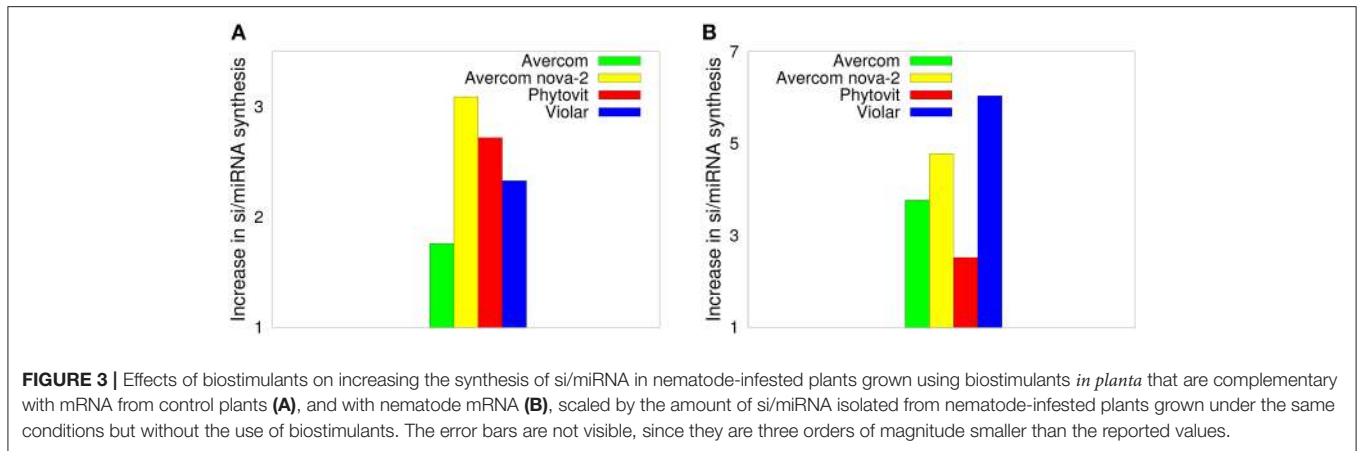 A
Increase in si/miRNA synthesis
3
2
1
Avercom
Avercom nova-2
Phytovit
Violar
B
Increase in si/miRNA synthesis
7
5
3
1
Avercom
Avercom nova-2
Phytovit
Violar
FIGURE 3 | Effects of biostimulants on increasing the synthesis of si/miRNA in nematode-infested plants grown using biostimulants in planta that are complementary
with mRNA from control plants (A), and with nematode mRNA (B), scaled by the amount of si/miRNA isolated from nematode-infested plants grown under the same
conditions but without the use of biostimulants. The error bars are not visible, since they are three orders of magnitude smaller than the reported values.